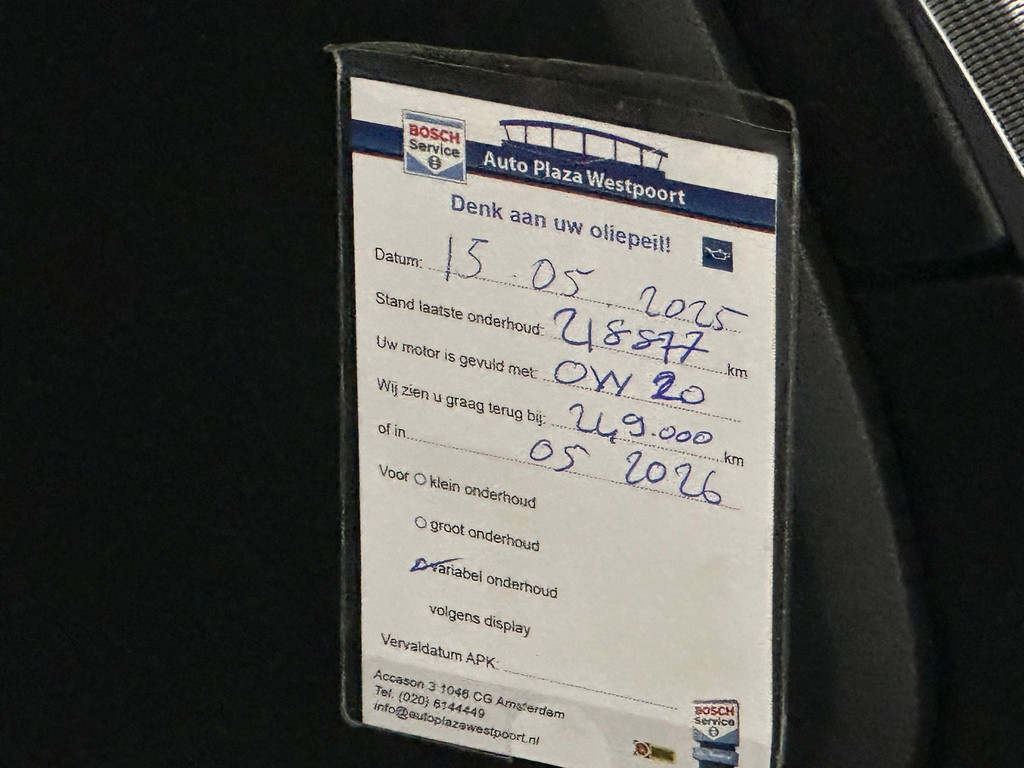 BOSCH
Service
Auto Plaza Westpoort
Denk aan uw oliepeil!
Datum: 15 . 05 . 2025
Stand laatste onderhoud: 218877 km
Uw motor is gevuld met: OW 20
Wij zien u graag terug bij: 249.000 km
of in 05 2026
Voor O klein onderhoud
O groot onderhoud
variabel onderhoud
volgens display
Vervaldatum APK:
Accason 3 1046 CG Amsterdam
Tel. (020) 6144449
info@autoplazawestpoort.nl
BOSCH
Service